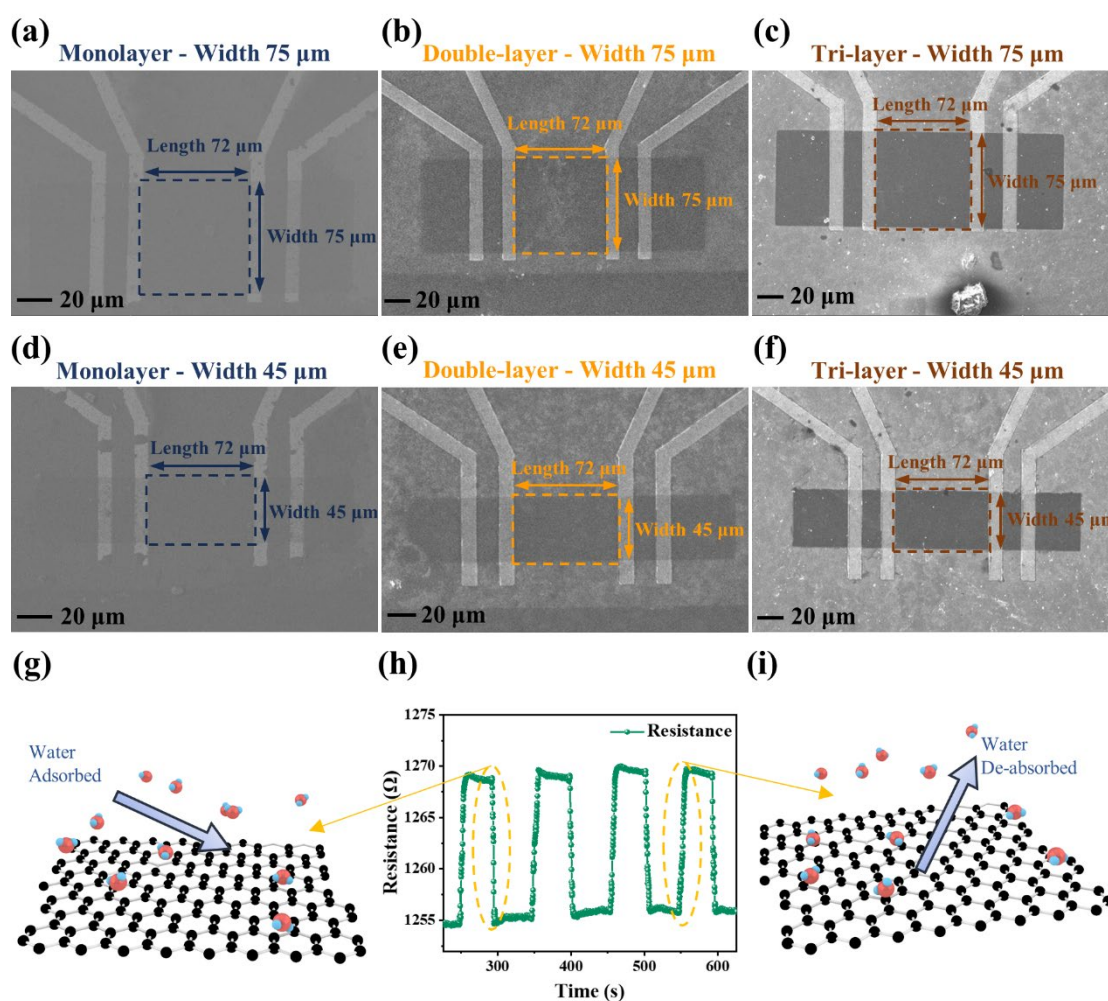 (a)
Monolayer - Width 75 μm
Length 72 μm
Width 75 μm
20 μm
(b)
Double-layer - Width 75 μm
Length 72 μm
Width 75 μm
20 μm
(c)
Tri-layer - Width 75 μm
Length 72 μm
Width 75 μm
20 μm
(d)
Monolayer - Width 45 μm
Length 72 μm
Width 45 μm
20 μm
(e)
Double-layer - Width 45 μm
Length 72 μm
Width 45 μm
20 μm
(f)
Tri-layer - Width 45 μm
Length 72 μm
Width 45 μm
20 μm
(g)
Water
Adsorbed
(h)
Resistance
Resistance (Ω)
1275
1270
1265
1260
1255
1250
300
400
500
600
Time (s)
(i)
Water
De-absorbed